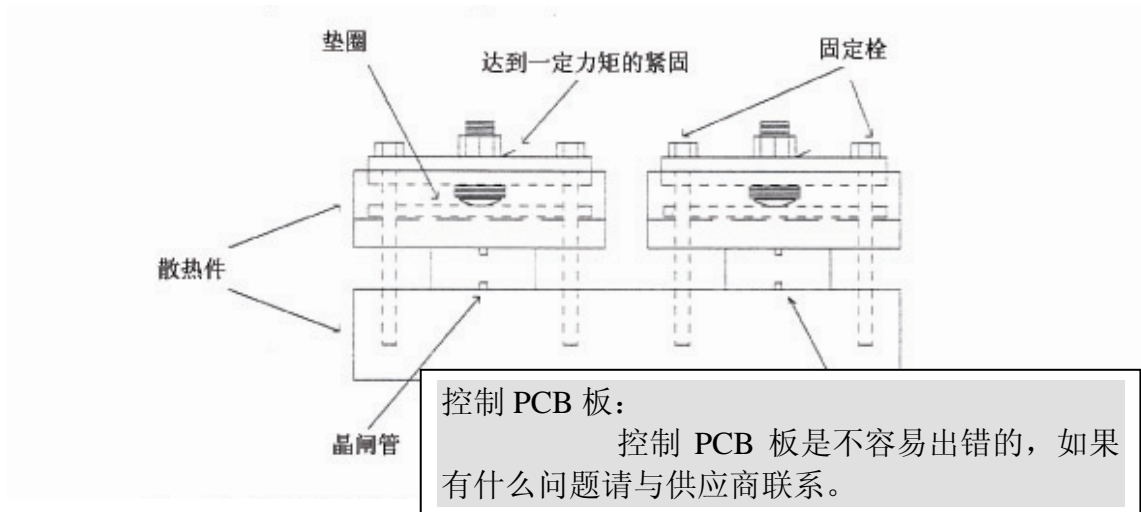 垫圈
达到一定力矩的紧固
固定栓
散热件
晶闸管
控制 PCB 板：
控制 PCB 板是不容易出错的，如果
有什么问题请与供应商联系。